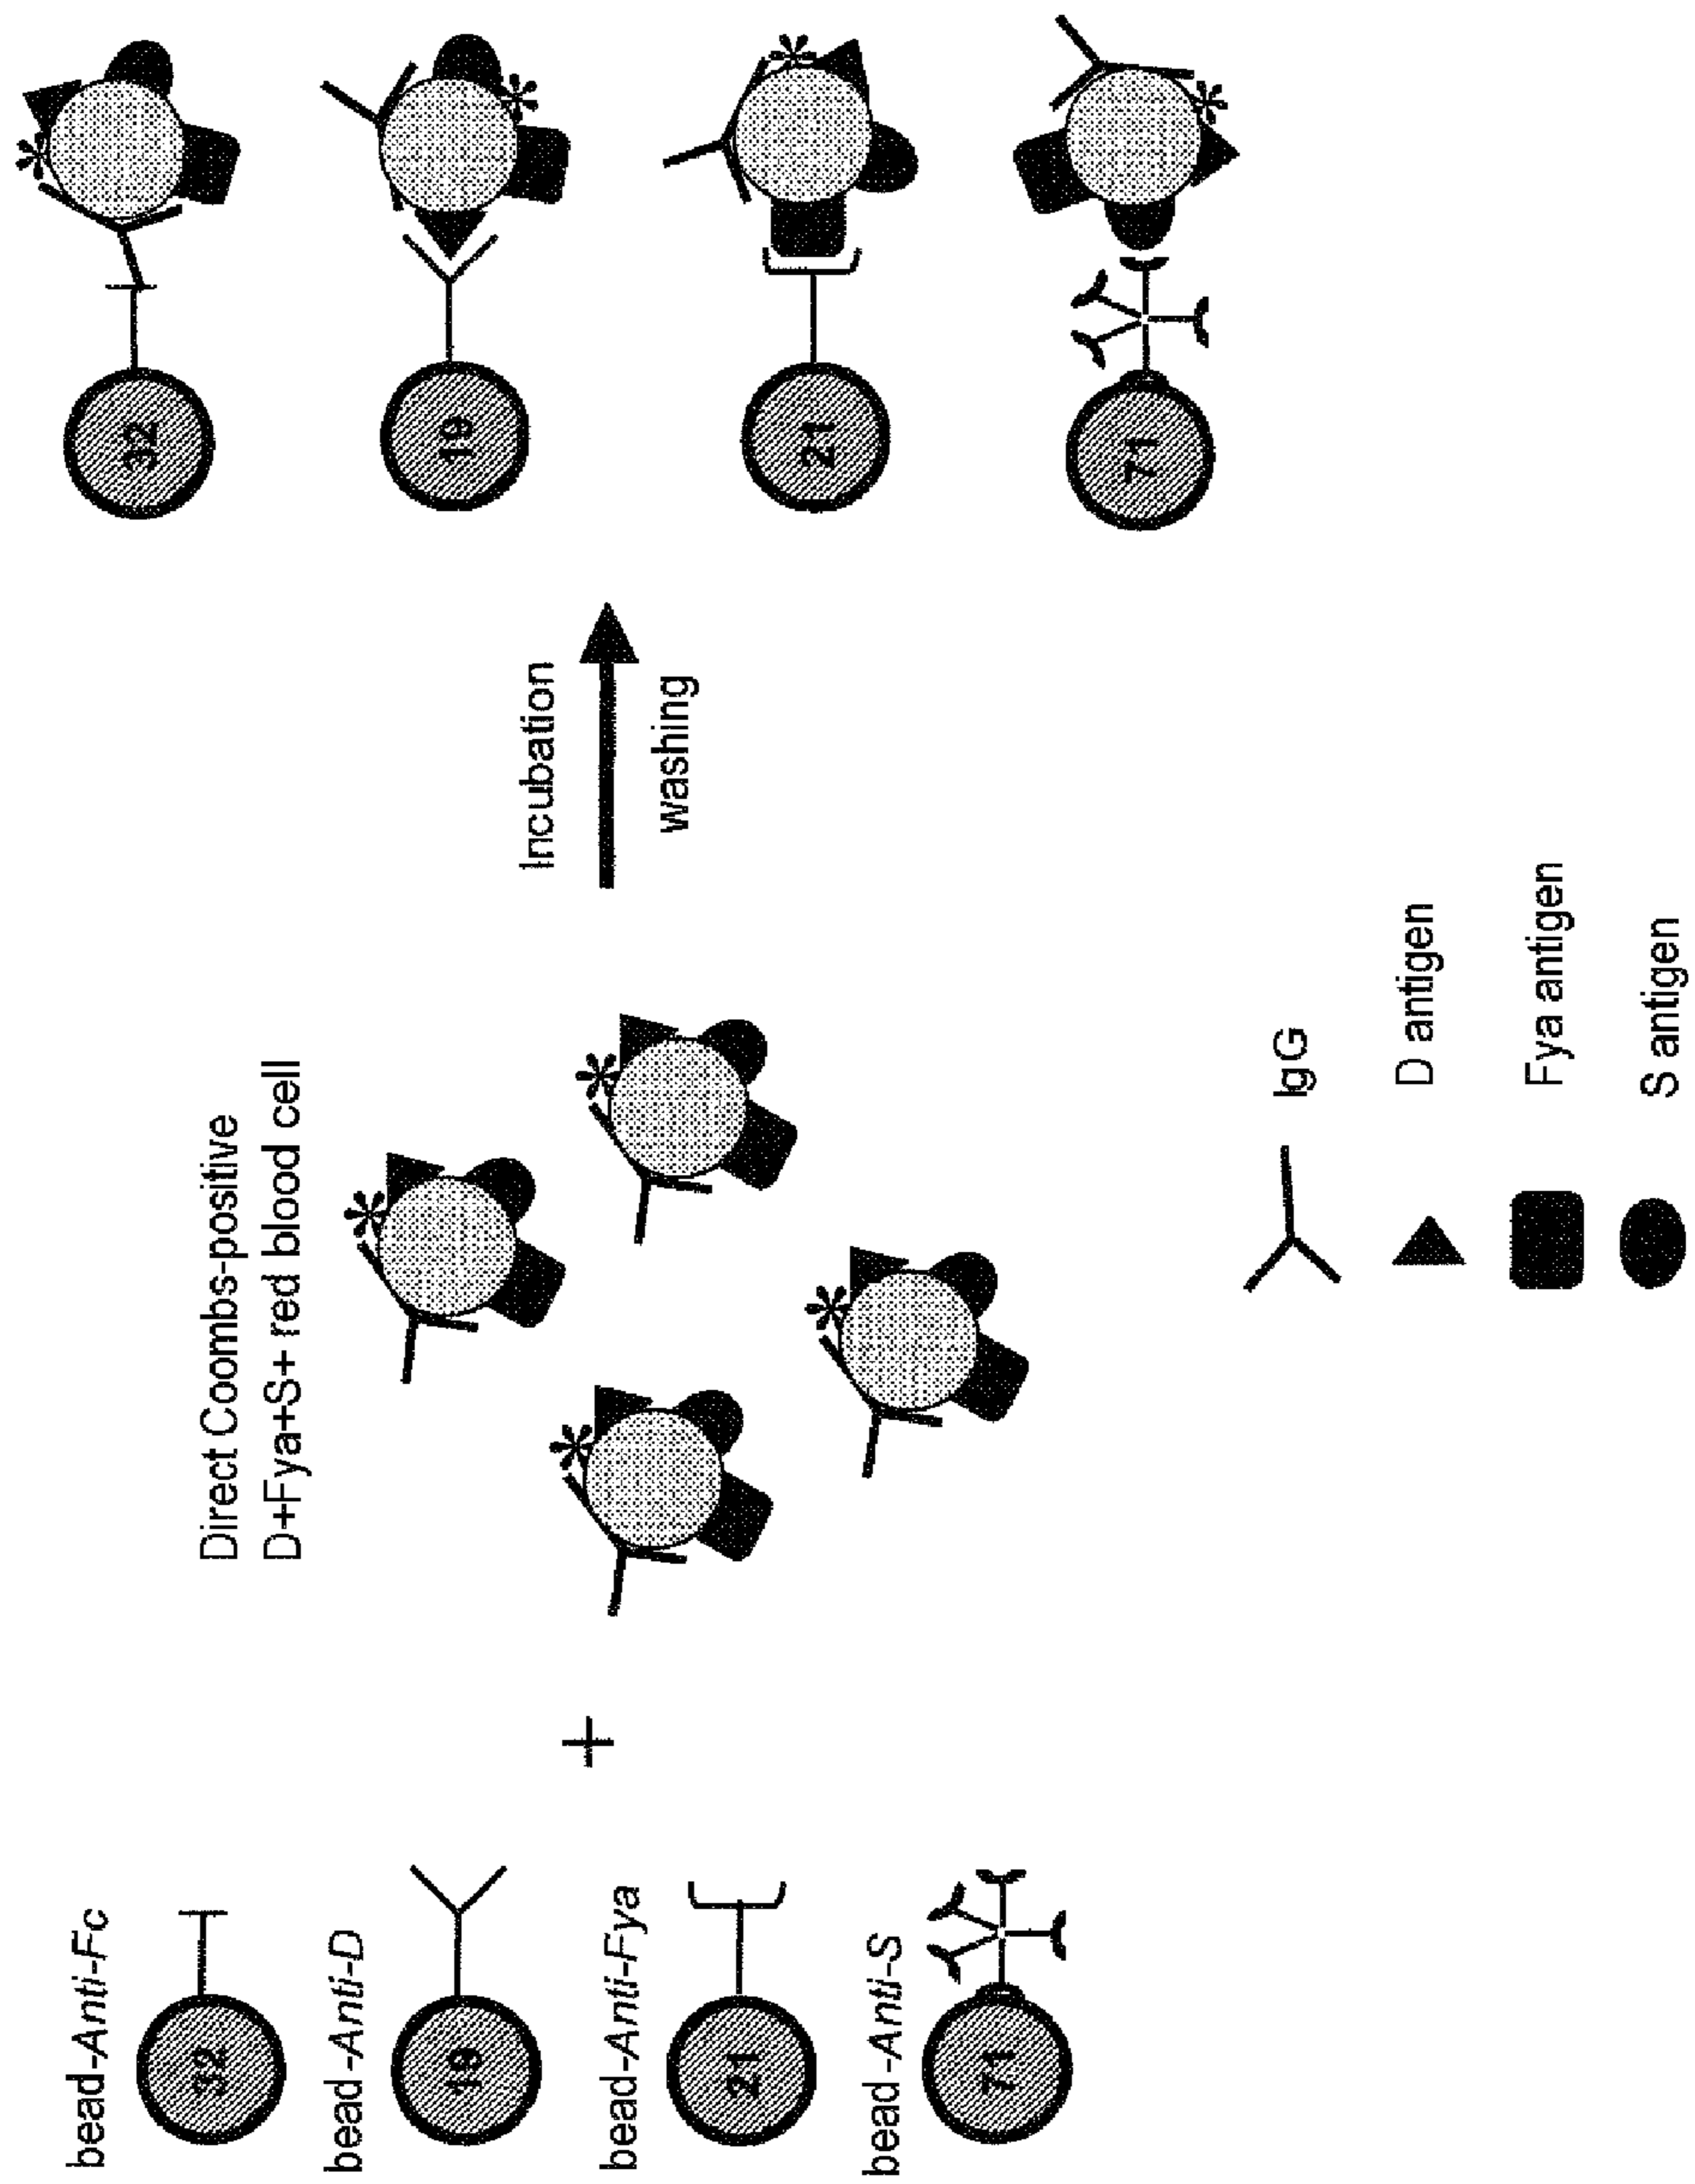 bead-Anti-Fc
32
bead-Anti-D
19
bead-Anti-Fya
21
bead-Anti-S
71
+
Direct Coombs-positive
D+Fya+S+ red blood cell
*
*
*
*
Incubation
washing
32
*
19
*
21
*
71
*
IgG
D antigen
Fya antigen
S antigen